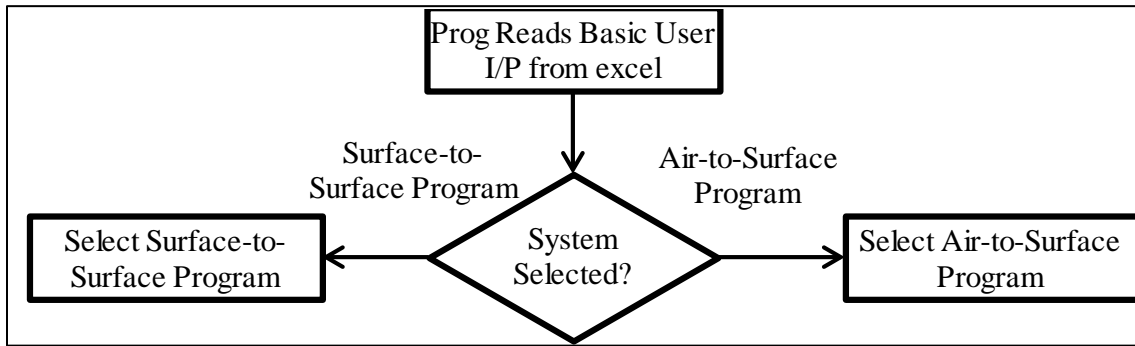 Prog Reads Basic User
I/P from excel
Surface-to-
Surface Program
Air-to-Surface
Program
Select Surface-to-
Surface Program
System
Selected?
Select Air-to-Surface
Program